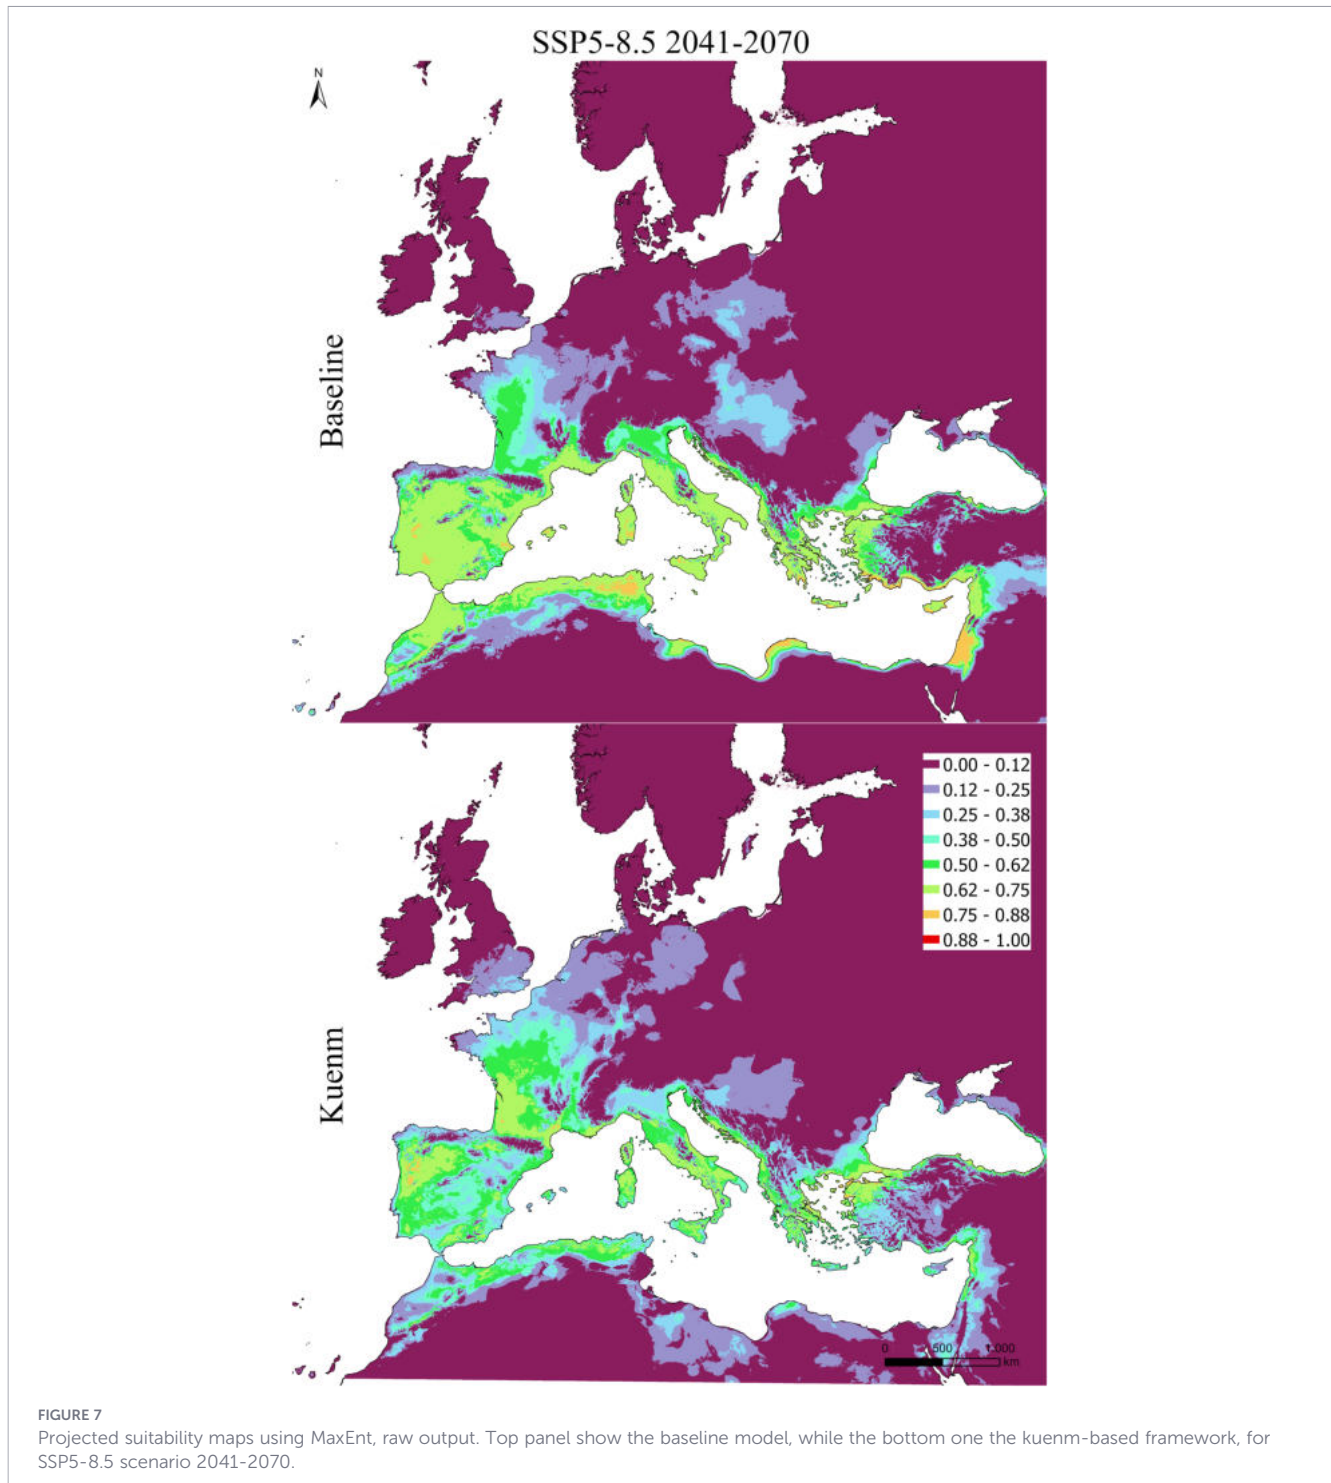 SSP5-8.5 2041-2070
N
Baseline
0.00 - 0.12
0.12 - 0.25
0.25 - 0.38
0.38 - 0.50
0.50 - 0.62
0.62 - 0.75
0.75 - 0.88
0.88 - 1.00
Kuenm
0 500 1.000
km
FIGURE 7
Projected suitability maps using MaxEnt, raw output. Top panel show the baseline model, while the bottom one the kuenm-based framework, for
SSP5-8.5 scenario 2041-2070.